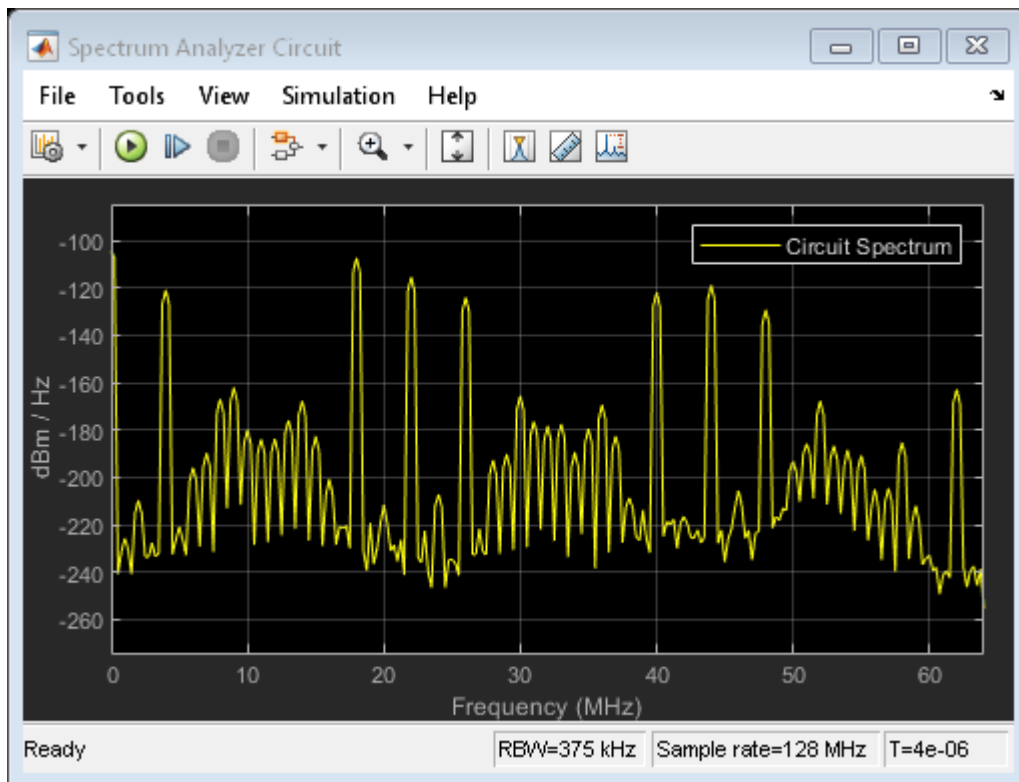 Spectrum Analyzer Circuit
File Tools View Simulation Help
Circuit Spectrum
-100
-120
-140
-160
-180
-200
-220
-240
-260
dBm / Hz
0 10 20 30 40 50 60
Frequency (MHz)
Ready RBW=375 kHz Sample rate=128 MHz T=4e-06